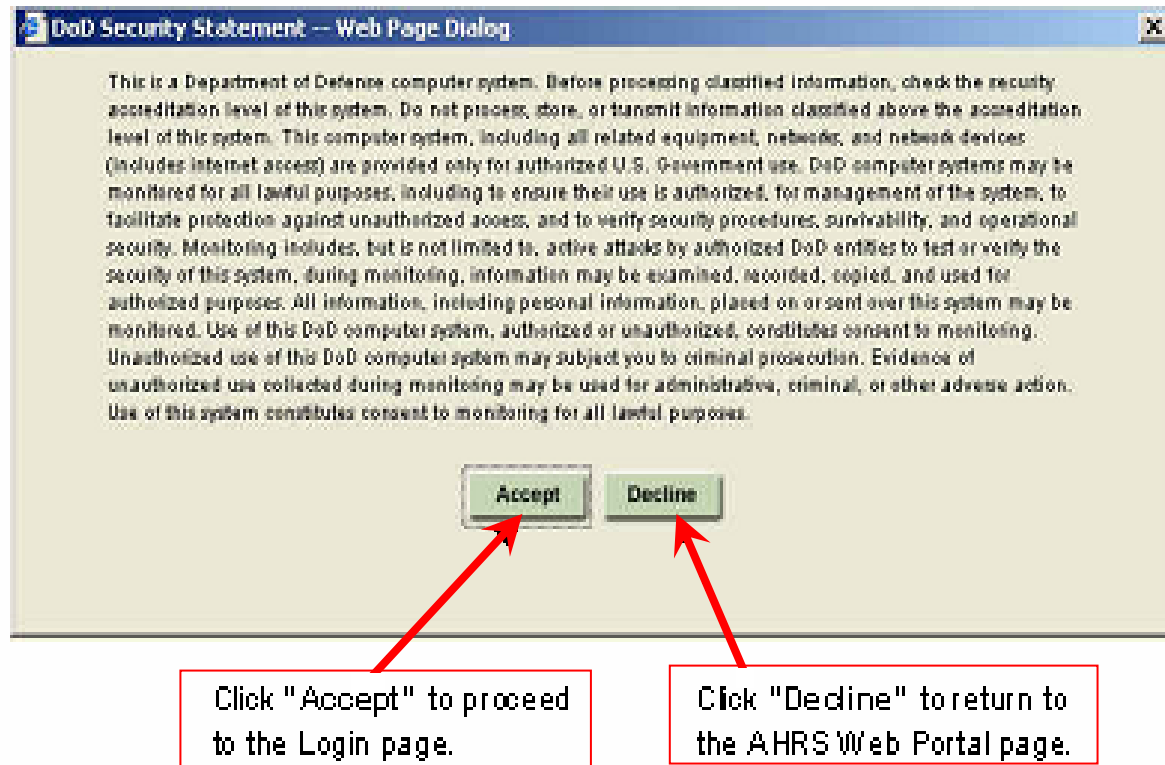 DoD Security Statement -- Web Page Dialog
This is a Department of Defense computer system. Before processing classified information, check the security
accreditation level of this system. Do not process, store, or transmit information classified above the accreditation
level of this system. This computer system, including all related equipment, networks, and network devices
(includes internet access) are provided only for authorized U.S. Government use. DoD computer systems may be
monitored for all lawful purposes, including to ensure their use is authorized, for management of the system, to
facilitate protection against unauthorized access, and to verify security procedures, survivability, and operational
security. Monitoring includes, but is not limited to, active attacks by authorized DoD entities to test or verify the
security of this system, during monitoring, information may be examined, recorded, copied, and used for
authorized purposes. All information, including personal information, placed on or sent over this system may be
monitored. Use of this DoD computer system, authorized or unauthorized, constitutes consent to monitoring.
Unauthorized use of this DoD computer system may subject you to criminal prosecution. Evidence of
unauthorized use collected during monitoring may be used for administrative, criminal, or other adverse action.
Use of this system constitutes consent to monitoring for all lawful purposes.
Accept Decline
Click "Accept" to proceed
to the Login page.
Click "Decline" to return to
the AHRS Web Portal page.